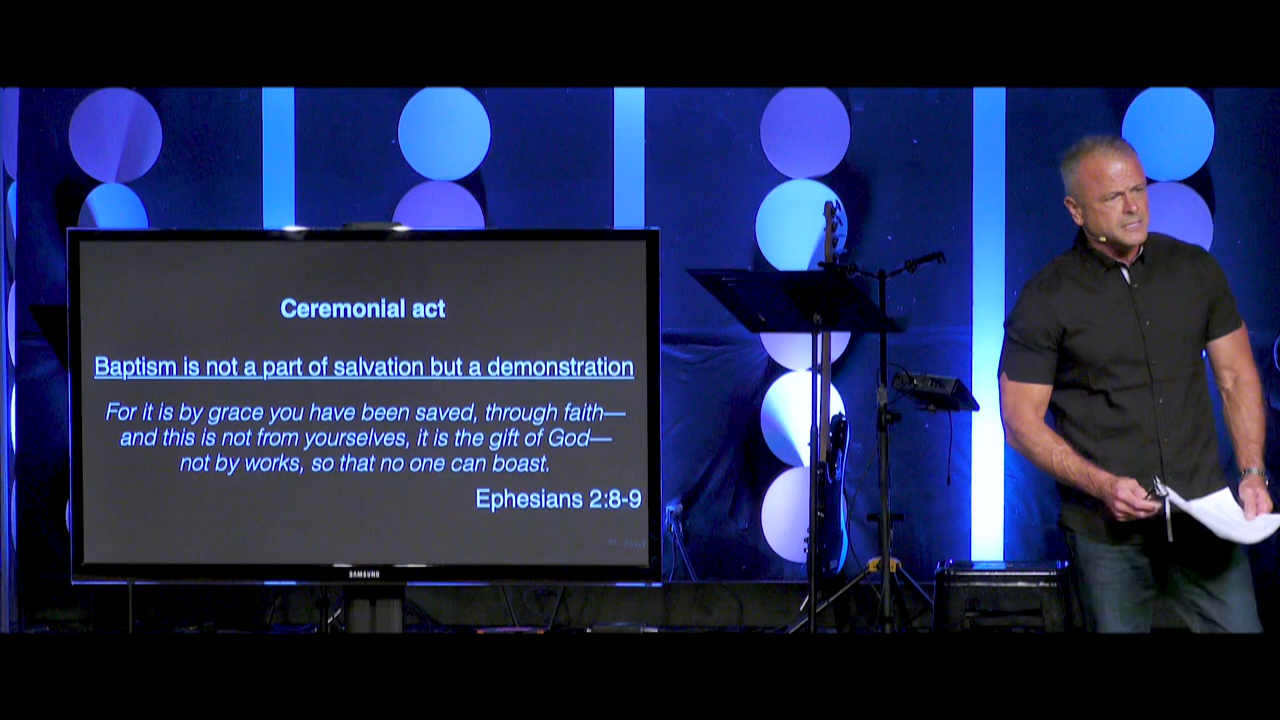 Ceremonial act
Baptism is not a part of salvation but a demonstration
For it is by grace you have been saved, through faith—
and this is not from yourselves, it is the gift of God—
not by works, so that no one can boast.
Ephesians 2:8-9
SAMSUNG